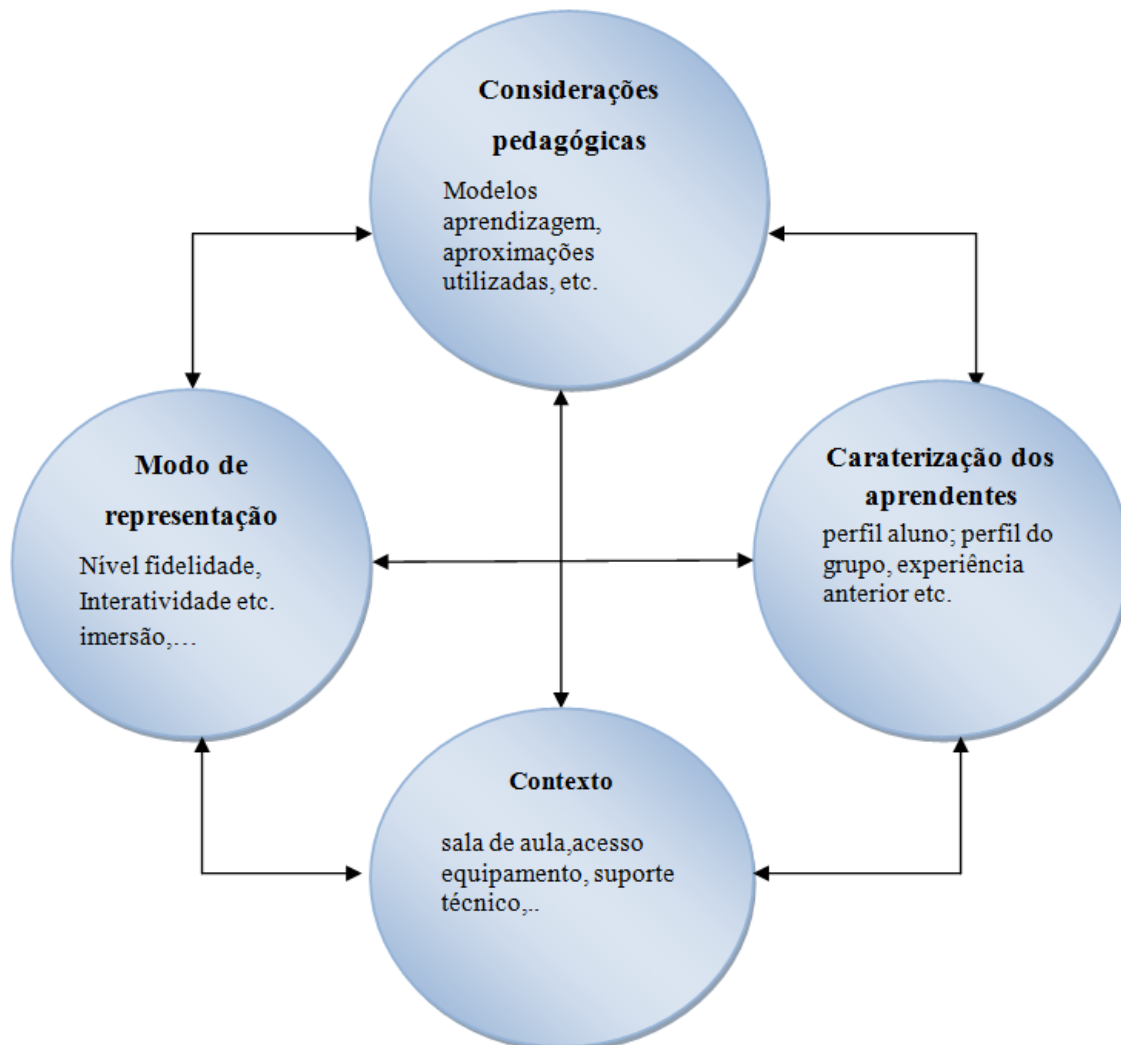 Considerações
pedagógicas
Modelos
aprendizagem,
aproximações
utilizadas, etc.
Modo de
representação
Nível fidelidade,
Interatividade etc.
imersão,…
Caraterização dos
aprendentes
perfil aluno; perfil do
grupo, experiência
anterior etc.
Contexto
sala de aula,acesso
equipamento, suporte
técnico,..